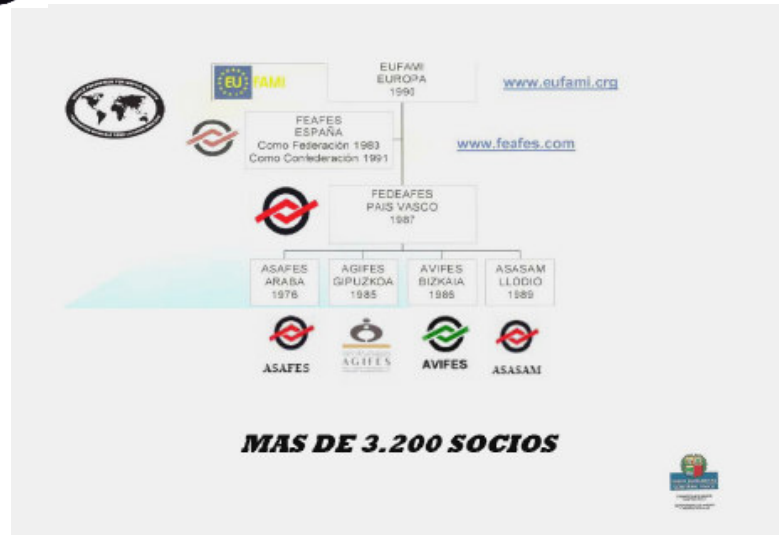 EU FAMI
EUFAMI
EUROPA
1990
www.eufami.org
FEAFES
ESPAÑA
Como Federación 1983
Como Confederación 1991
www.feafes.com
FEDEAFES
PAIS VASCO
1987
ASAFES
ARABA
1976
AGIFES
GIPUZKOA
1985
AVIFES
BIZKAIA
1986
ASASAM
LLODIO
1989
ASAFES
AGIFES
AVIFES
ASASAM
MAS DE 3.200 SOCIOS